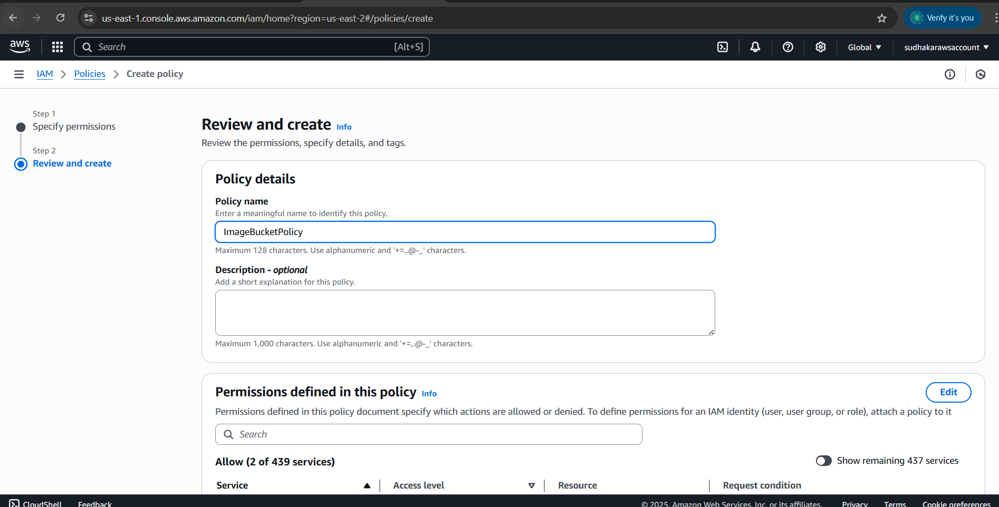 us-east-1.console.aws.amazon.com/iam/home?region=us-east-2#/policies/create
S
Verify it's you
aws
Search
[Alt+S]
Global
sudhakarawsaccount
IAM
Policies
Create policy
Step 1
Specify permissions
Step 2
Review and create
Review and create Info
Review the permissions, specify details, and tags.
Policy details
Policy name
Enter a meaningful name to identify this policy.
ImageBucketPolicy
Maximum 128 characters. Use alphanumeric and '+=,.@-_' characters.
Description - optional
Add a short explanation for this policy.
Maximum 1,000 characters. Use alphanumeric and '+=,.@-_' characters.
Permissions defined in this policy Info
Edit
Permissions defined in this policy document specify which actions are allowed or denied. To define permissions for an IAM identity (user, user group, or role), attach a policy to it
Search
Allow (2 of 439 services)
Show remaining 437 services
Service
Access level
Resource
Request condition
CloudShell
Feedback
© 2025, Amazon Web Services, Inc. or its affiliates.
Privacy
Terms
Cookie preferences